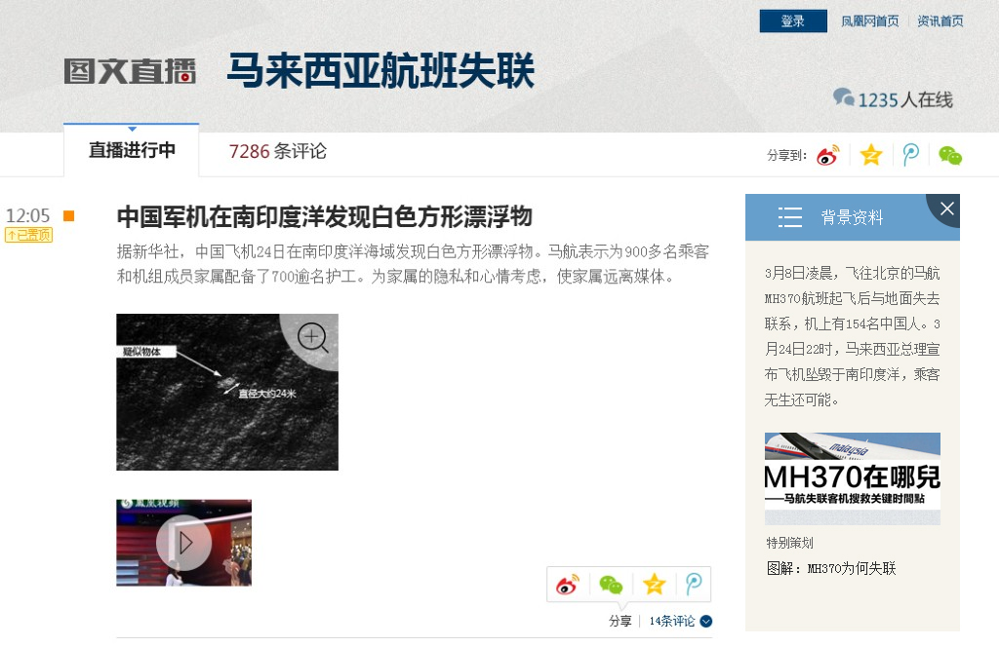 登录 凤凰网首页 资讯首页
图文直播 马来西亚航班失联
1235人在线
直播进行中 7286 条评论 分享到:
12:05
已置顶
中国军机在南印度洋发现白色方形漂浮物
据新华社，中国飞机24日在南印度洋海域发现白色方形漂浮物。马航表示为900多名乘客
和机组成员家属配备了700逾名护工。为家属的隐私和心情考虑，使家属远离媒体。
疑似物体
直径大约24米
鳳凰視頻
分享 14条评论
背景资料
3月8日凌晨，飞往北京的马航
MH370航班起飞后与地面失去
联系，机上有154名中国人。3
月24日22时，马来西亚总理宣
布飞机坠毁于南印度洋，乘客
无生还可能。
malaysia
MH370在哪兒
——马航失联客机搜救关键时間點
特别策划
图解：MH370为何失联